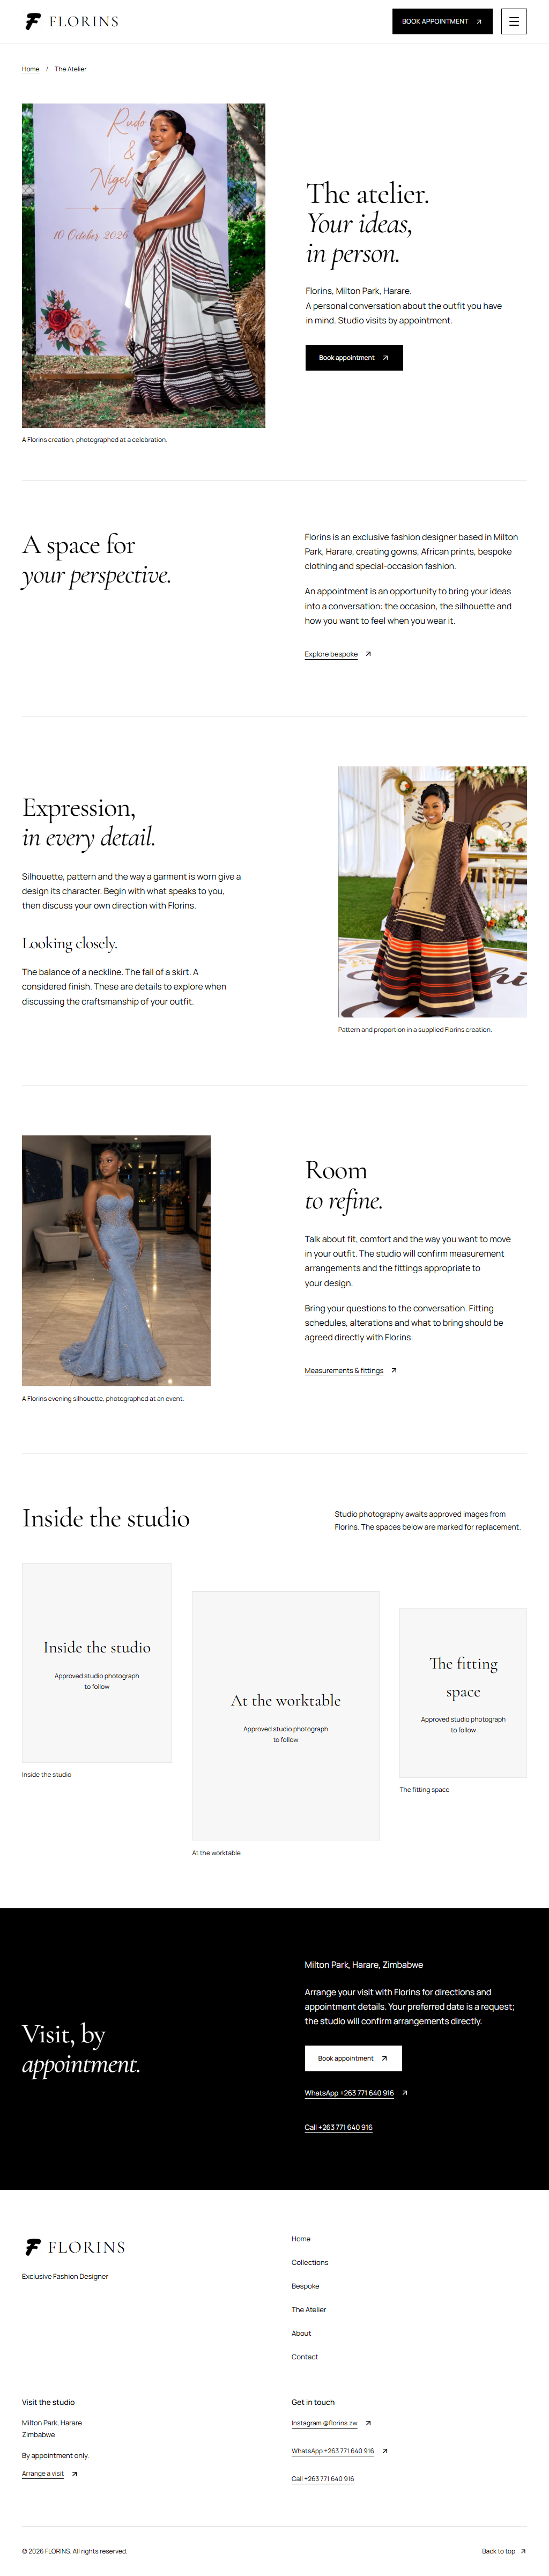 FLORINS
BOOK APPOINTMENT
Home / The Atelier
Rudo
&
Nigel
10 October 2026
The atelier.
Your ideas,
in person.
Florins, Milton Park, Harare.
A personal conversation about the outfit you have
in mind. Studio visits by appointment.
Book appointment
A Florins creation, photographed at a celebration.
A space for
your perspective.
Florins is an exclusive fashion designer based in Milton
Park, Harare, creating gowns, African prints, bespoke
clothing and special-occasion fashion.
An appointment is an opportunity to bring your ideas
into a conversation: the occasion, the silhouette and
how you want to feel when you wear it.
Explore bespoke
Expression,
in every detail.
Silhouette, pattern and the way a garment is worn give a
design its character. Begin with what speaks to you,
then discuss your own direction with Florins.
Looking closely.
The balance of a neckline. The fall of a skirt. A
considered finish. These are details to explore when
discussing the craftsmanship of your outfit.
Pattern and proportion in a supplied Florins creation.
Room
to refine.
Talk about fit, comfort and the way you want to move
in your outfit. The studio will confirm measurement
arrangements and the fittings appropriate to
your design.
Bring your questions to the conversation. Fitting
schedules, alterations and what to bring should be
agreed directly with Florins.
Measurements & fittings
A Florins evening silhouette, photographed at an event.
Inside the studio
Studio photography awaits approved images from
Florins. The spaces below are marked for replacement.
Inside the studio
Approved studio photograph
to follow
Inside the studio
At the worktable
Approved studio photograph
to follow
At the worktable
The fitting
space
Approved studio photograph
to follow
The fitting space
Visit, by
appointment.
Milton Park, Harare, Zimbabwe
Arrange your visit with Florins for directions and
appointment details. Your preferred date is a request;
the studio will confirm arrangements directly.
Book appointment
WhatsApp +263 771 640 916
Call +263 771 640 916
FLORINS
Exclusive Fashion Designer
Home
Collections
Bespoke
The Atelier
About
Contact
Visit the studio
Milton Park, Harare
Zimbabwe
By appointment only.
Arrange a visit
Get in touch
Instagram @florins.zw
WhatsApp +263 771 640 916
Call +263 771 640 916
© 2026 FLORINS. All rights reserved.
Back to top